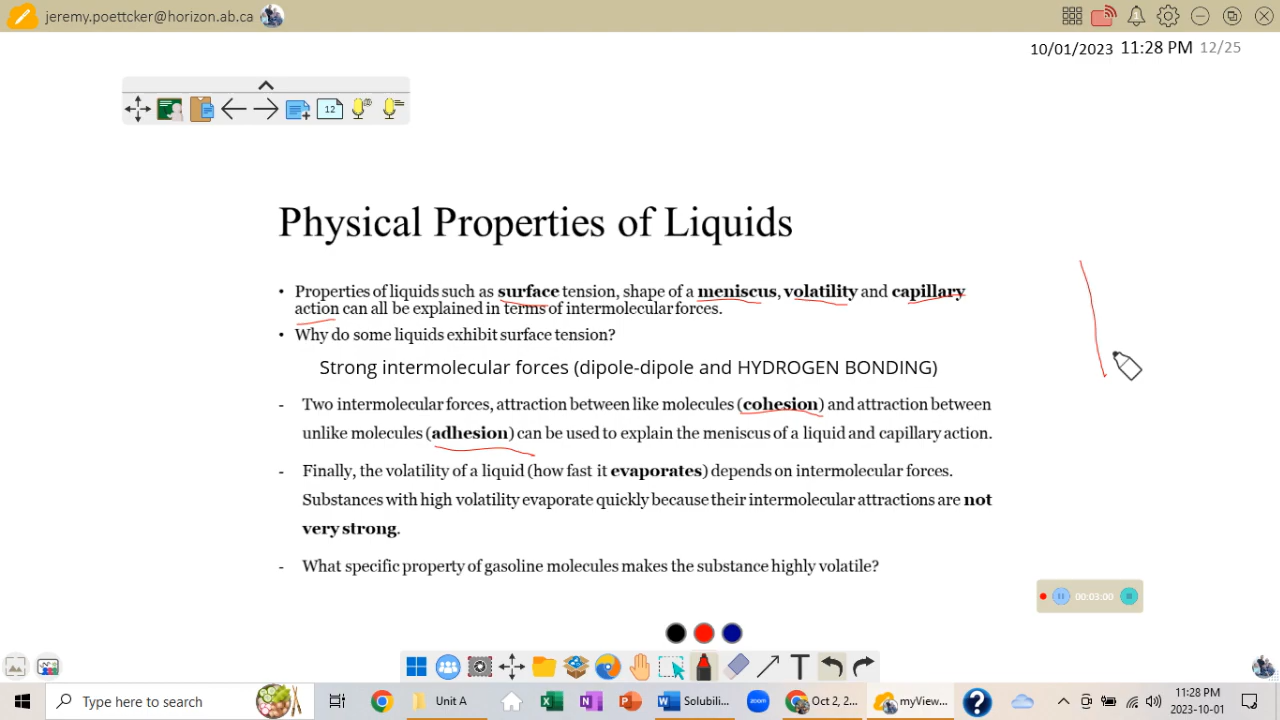 jeremy.poettcker@horizon.ab.ca
10/01/2023 11:28 PM 12/25
12
Physical Properties of Liquids
• Properties of liquids such as surface tension, shape of a meniscus, volatility and capillary
action can all be explained in terms of intermolecular forces.
• Why do some liquids exhibit surface tension?
Strong intermolecular forces (dipole-dipole and HYDROGEN BONDING)
- Two intermolecular forces, attraction between like molecules (cohesion) and attraction between
unlike molecules (adhesion) can be used to explain the meniscus of a liquid and capillary action.
- Finally, the volatility of a liquid (how fast it evaporates) depends on intermolecular forces.
Substances with high volatility evaporate quickly because their intermolecular attractions are not
very strong.
- What specific property of gasoline molecules makes the substance highly volatile?
00:03:00
Type here to search
Unit A
Solubili...
zoom
Oct 2, 2...
myView...
11:28 PM
2023-10-01